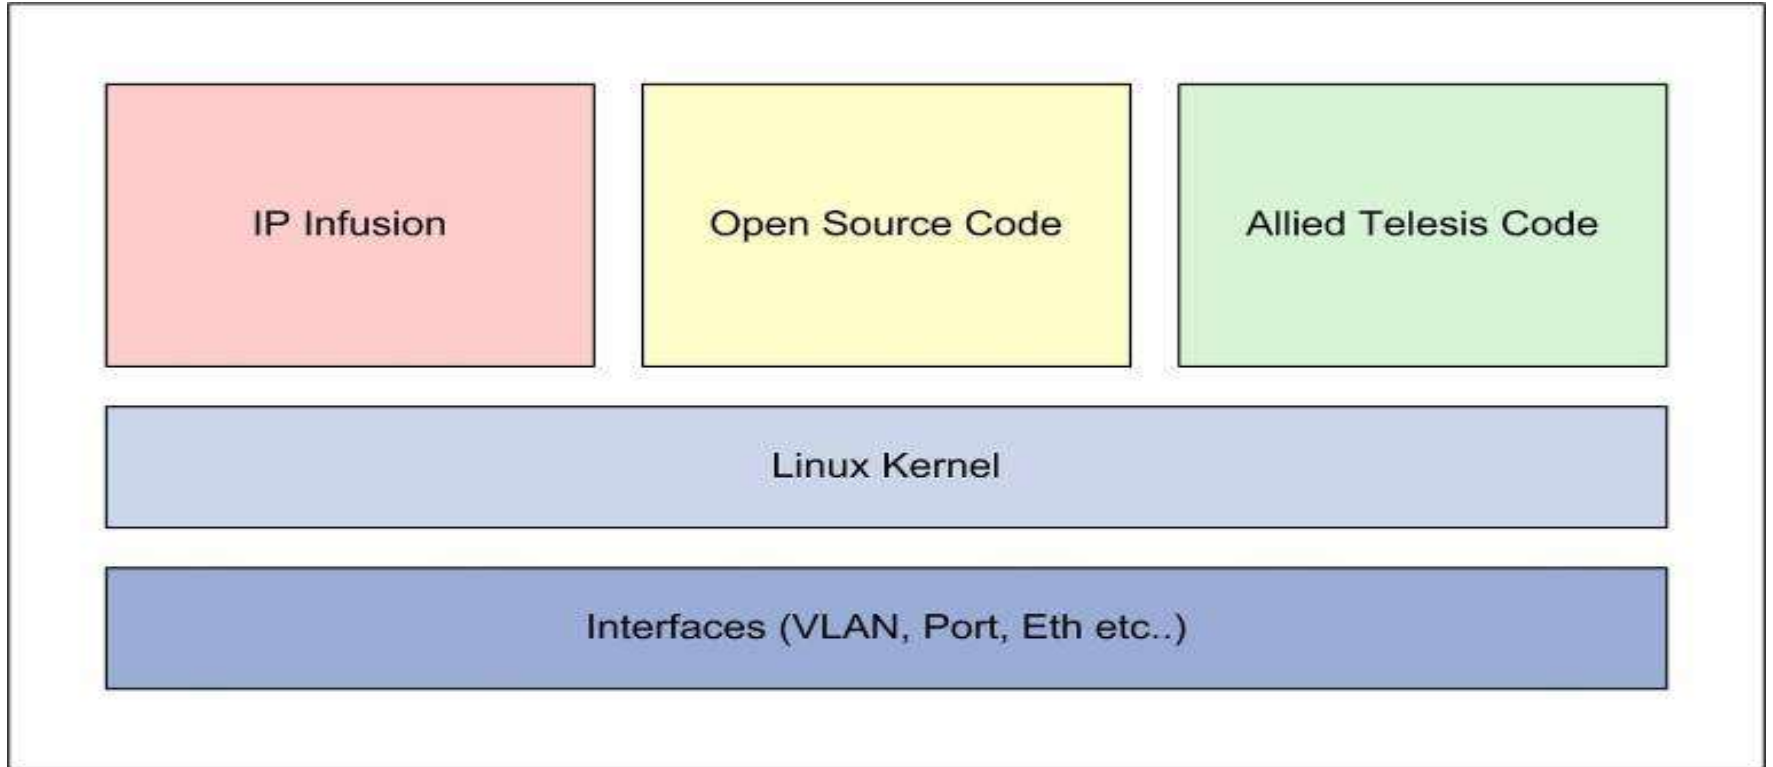 IP Infusion
Open Source Code
Allied Telesis Code
Linux Kernel
Interfaces (VLAN, Port, Eth etc..)